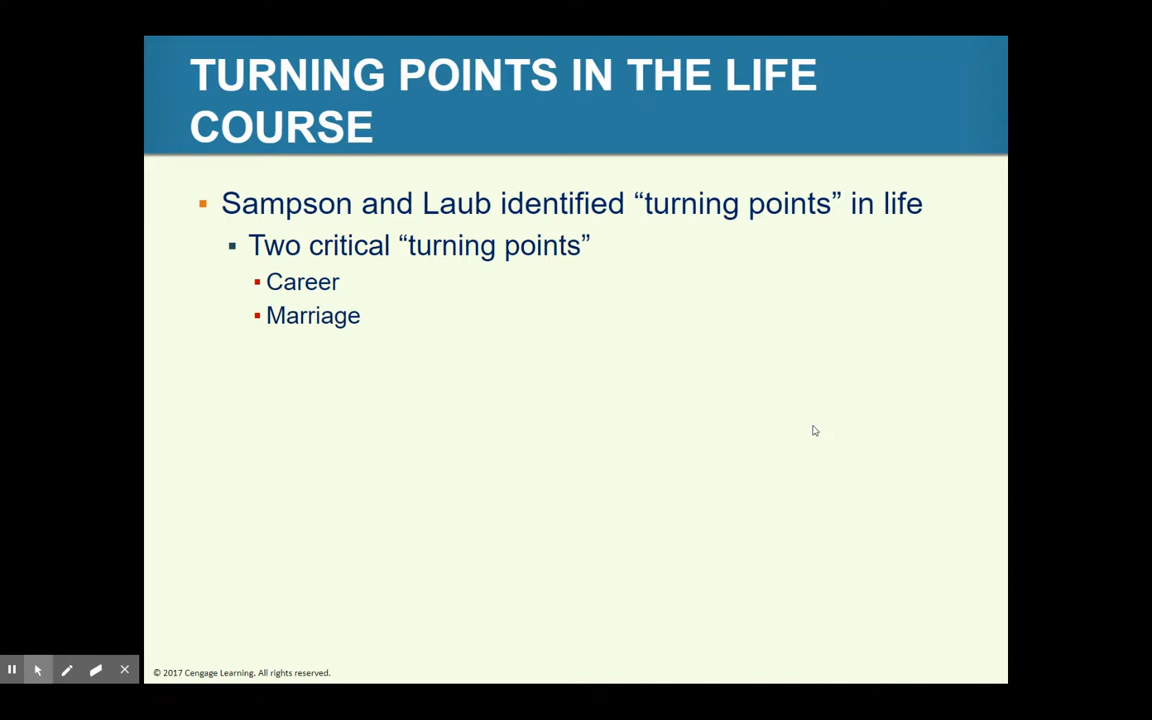 TURNING POINTS IN THE LIFE
COURSE
Sampson and Laub identified “turning points” in life
Two critical “turning points”
Career
Marriage
© 2017 Cengage Learning. All rights reserved.